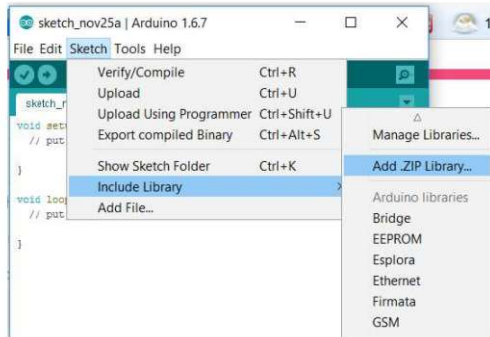 sketch_nov25a | Arduino 1.6.7
File Edit Sketch Tools Help
Verify/Compile Ctrl+R
Upload Ctrl+U
Upload Using Programmer Ctrl+Shift+U
Export compiled Binary Ctrl+Alt+S
Show Sketch Folder Ctrl+K
Include Library
Add File...
void
// put
}
void
// put
}
Manage Libraries...
Add .ZIP Library...
Arduino libraries
Bridge
EEPROM
Esplora
Ethernet
Firmata
GSM